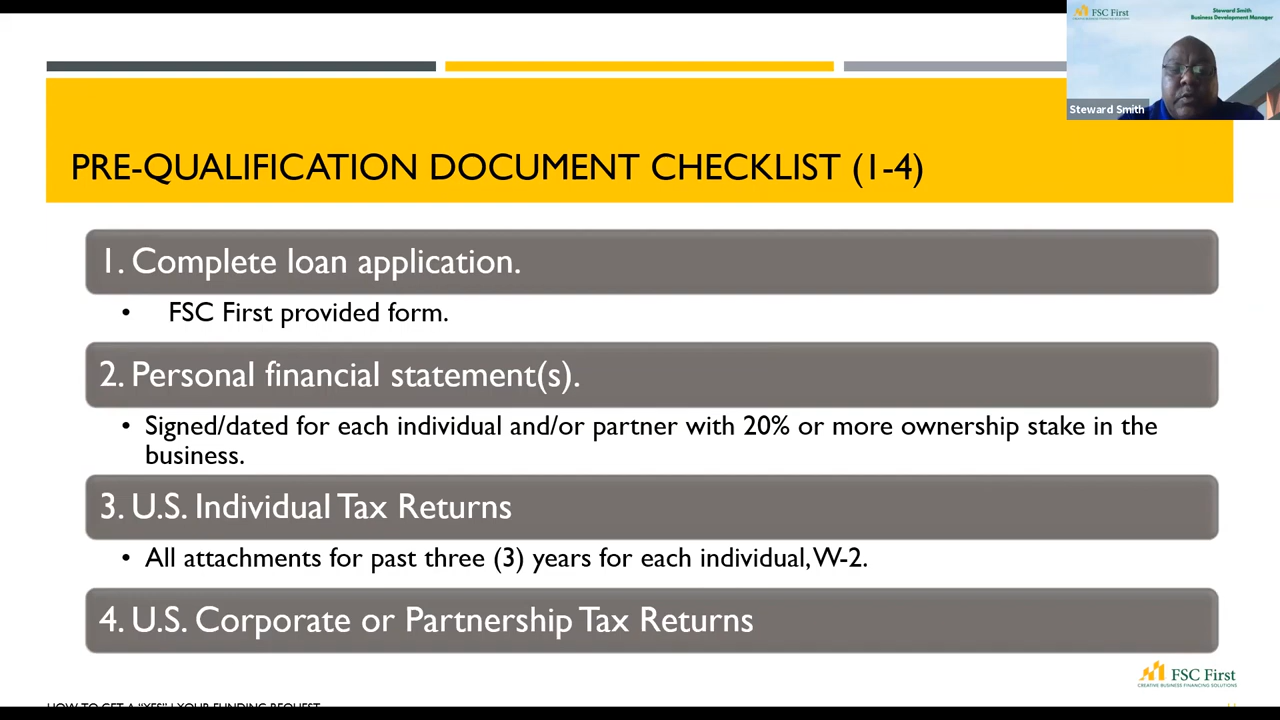 FSC First
Steward Smith
Business Development Manager
Steward Smith
PRE-QUALIFICATION DOCUMENT CHECKLIST (1-4)
1. Complete loan application.
• FSC First provided form.
2. Personal financial statement(s).
• Signed/dated for each individual and/or partner with 20% or more ownership stake in the
business.
3. U.S. Individual Tax Returns
• All attachments for past three (3) years for each individual, W-2.
4. U.S. Corporate or Partnership Tax Returns
FSC First
CREATIVE BUSINESS FINANCING SOLUTIONS
HOW TO GET A "YES" | YOUR FUNDING REQUEST